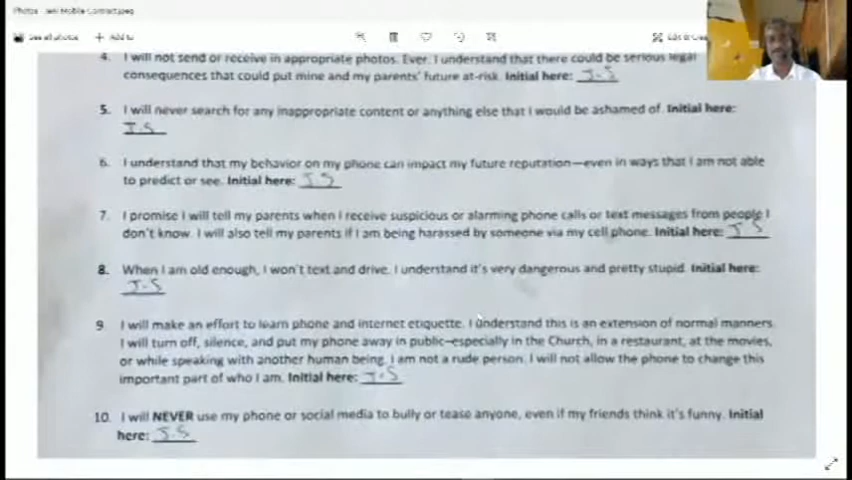 See all photos + Add to
4. I will not send or receive in appropriate photos. Ever. I understand that there could be serious legal
consequences that could put mine and my parents' future at-risk. Initial here: J.S
5. I will never search for any inappropriate content or anything else that I would be ashamed of. Initial here:
J.S
6. I understand that my behavior on my phone can impact my future reputation—even in ways that I am not able
to predict or see. Initial here: J.S
7. I promise I will tell my parents when I receive suspicious or alarming phone calls or text messages from people I
don't know. I will also tell my parents if I am being harassed by someone via my cell phone. Initial here: J.S
8. When I am old enough, I won't text and drive. I understand it's very dangerous and pretty stupid. Initial here:
J.S
9. I will make an effort to learn phone and internet etiquette. I understand this is an extension of normal manners
I will turn off, silence, and put my phone away in public—especially in the Church, in a restaurant, at the movies,
or while speaking with another human being. I am not a rude person. I will not allow the phone to change this
important part of who I am. Initial here: J.S
10. I will NEVER use my phone or social media to bully or tease anyone, even if my friends think it's funny. Initial
here: J.S